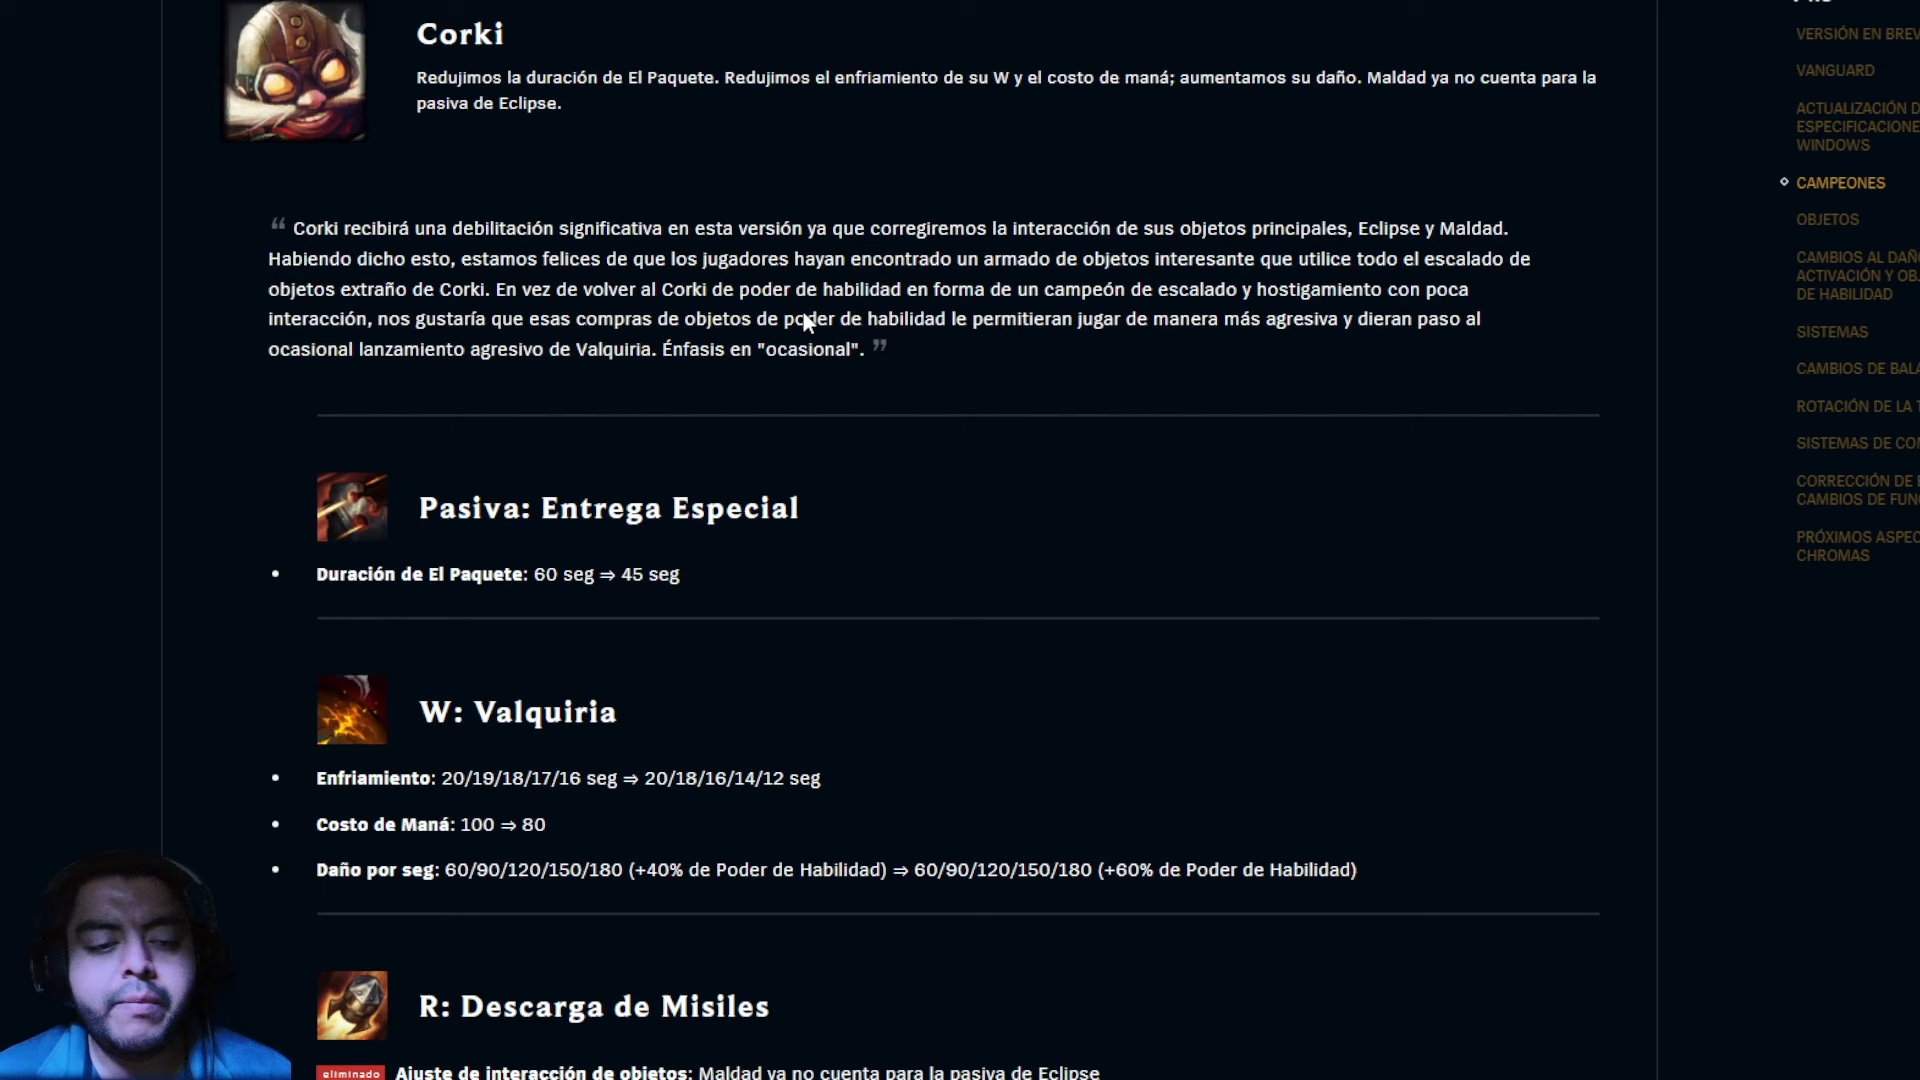 Corki
Redujimos la duración de El Paquete. Redujimos el enfriamiento de su W y el costo de maná; aumentamos su daño. Maldad ya no cuenta para la
pasiva de Eclipse.
“ Corki recibirá una debilitación significativa en esta versión ya que corregiremos la interacción de sus objetos principales, Eclipse y Maldad.
Habiendo dicho esto, estamos felices de que los jugadores hayan encontrado un armado de objetos interesante que utilice todo el escalado de
objetos extraño de Corki. En vez de volver al Corki de poder de habilidad en forma de un campeón de escalado y hostigamiento con poca
interacción, nos gustaría que esas compras de objetos de poder de habilidad le permitieran jugar de manera más agresiva y dieran paso al
ocasional lanzamiento agresivo de Valquiria. Énfasis en "ocasional". ”
Pasiva: Entrega Especial
• Duración de El Paquete: 60 seg ⇒ 45 seg
W: Valquiria
• Enfriamiento: 20/19/18/17/16 seg ⇒ 20/18/16/14/12 seg
• Costo de Maná: 100 ⇒ 80
• Daño por seg: 60/90/120/150/180 (+40% de Poder de Habilidad) ⇒ 60/90/120/150/180 (+60% de Poder de Habilidad)
R: Descarga de Misiles
eliminado Ajuste de interacción de objetos: Maldad ya no cuenta para la pasiva de Eclipse
VERSIÓN EN BREV
VANGUARD
ACTUALIZACIÓN D
ESPECIFICACIONE
WINDOWS
CAMPEONES
OBJETOS
CAMBIOS AL DAÑ
ACTIVACIÓN Y OB
DE HABILIDAD
SISTEMAS
CAMBIOS DE BALA
ROTACIÓN DE LA T
SISTEMAS DE CO
CORRECCIÓN DE
CAMBIOS DE FUN
PRÓXIMOS ASPEC
CHROMAS